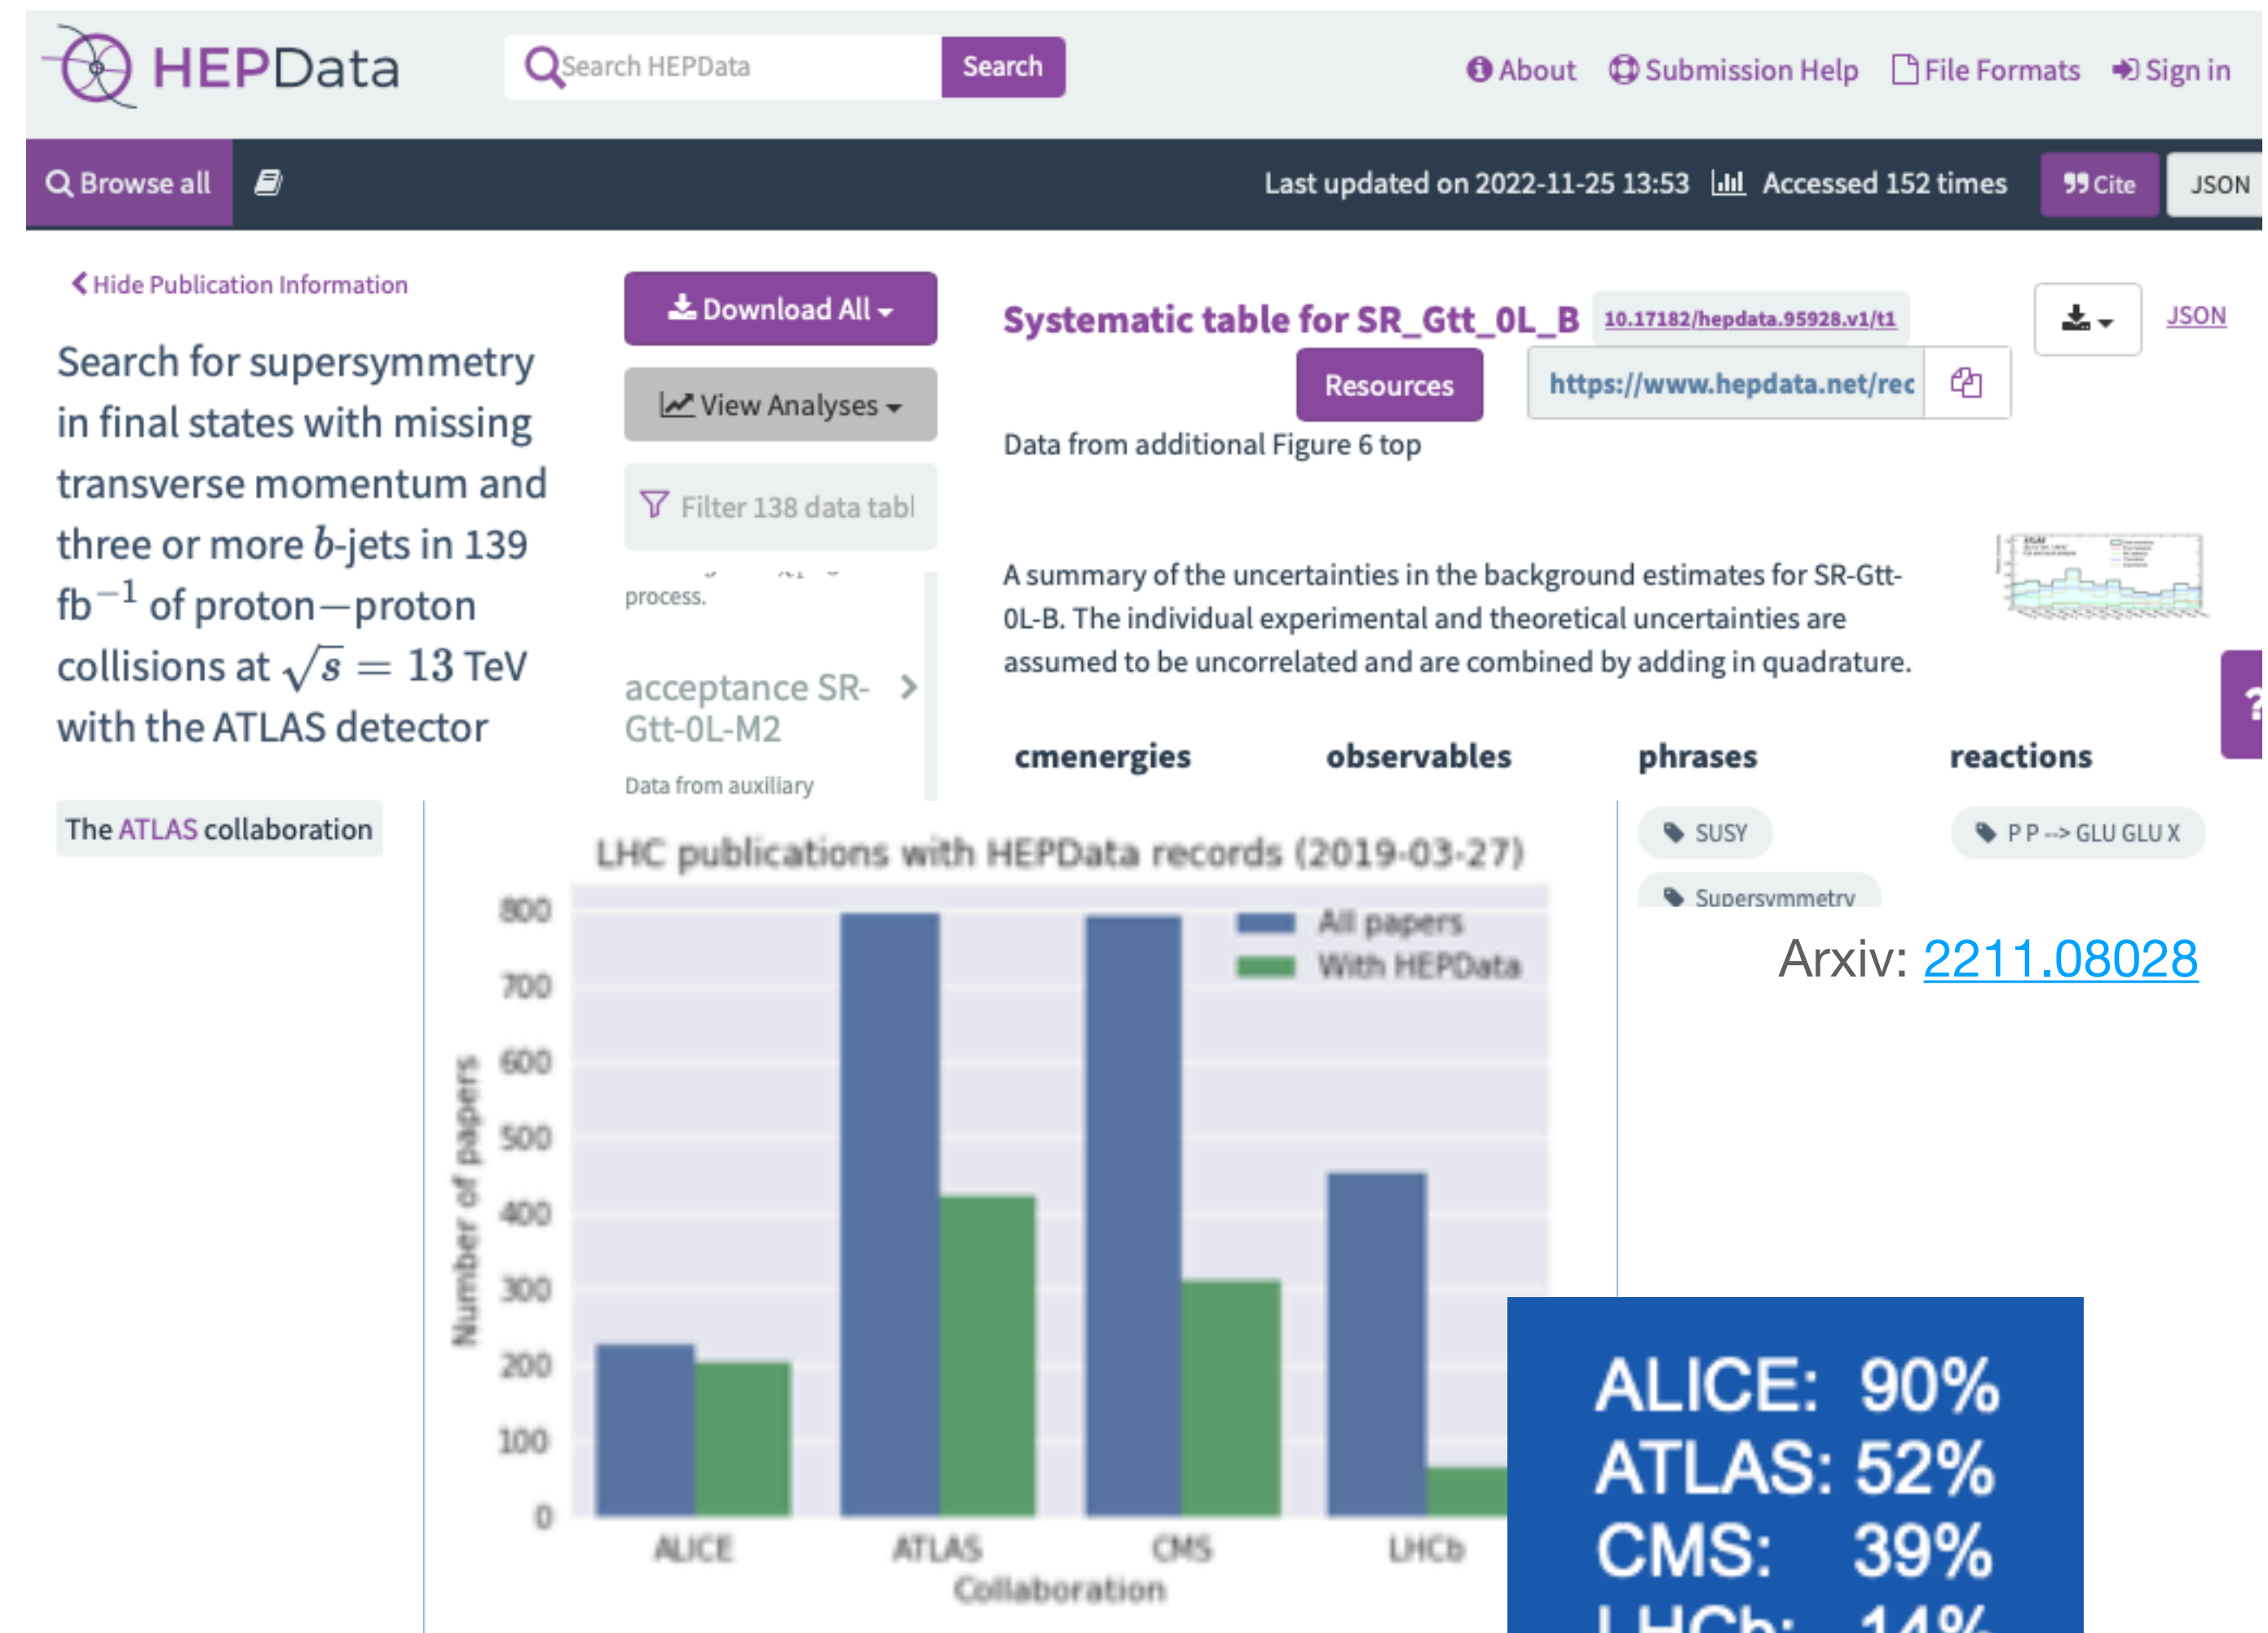 HEPData
Search HEPData
Search
About
Submission Help
File Formats
Sign in
Browse all
Last updated on 2022-11-25 13:53
Accessed 152 times
Cite
JSON
Hide Publication Information
Search for supersymmetry
in final states with missing
transverse momentum and
three or more b-jets in 139
fb⁻¹ of proton—proton
collisions at √s = 13 TeV
with the ATLAS detector
The ATLAS collaboration
Download All
View Analyses
Filter 138 data tabl
process.
acceptance SR-
Gtt-0L-M2
Data from auxiliary
Systematic table for SR_Gtt_0L_B
10.17182/hepdata.95928.v1/t1
JSON
Resources
https://www.hepdata.net/rec
Data from additional Figure 6 top
A summary of the uncertainties in the background estimates for SR-Gtt-
0L-B. The individual experimental and theoretical uncertainties are
assumed to be uncorrelated and are combined by adding in quadrature.
ATLAS
?
cmenergies
observables
phrases
reactions
SUSY
P P --> GLU GLU X
Supersymmetry
Arxiv: 2211.08028
LHC publications with HEPData records (2019-03-27)
All papers
With HEPData
Number of papers
800
700
600
500
400
300
200
100
0
ALICE
ATLAS
CMS
LHCb
Collaboration
ALICE: 90%
ATLAS: 52%
CMS: 39%
LHCb: 14%